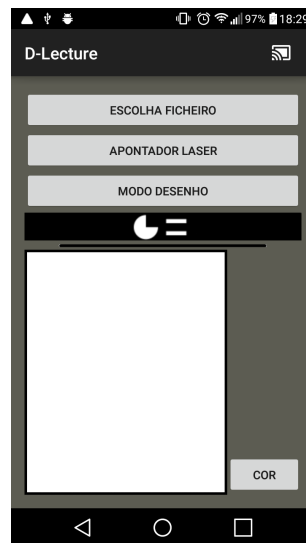 97% 18:29
D-Lecture
ESCOLHA FICHEIRO
APONTADOR LASER
MODO DESENHO
COR